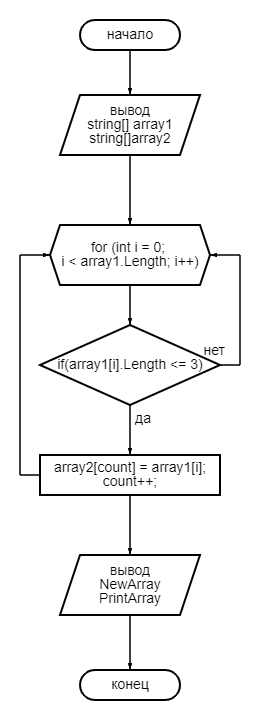 начало
вывод
string[] array1
string[]array2
for (int i = 0;
i < array1.Length; i++)
нет
if(array1[i].Length <= 3)
да
array2[count] = array1[i];
count++;
вывод
NewArray
PrintArray
конец